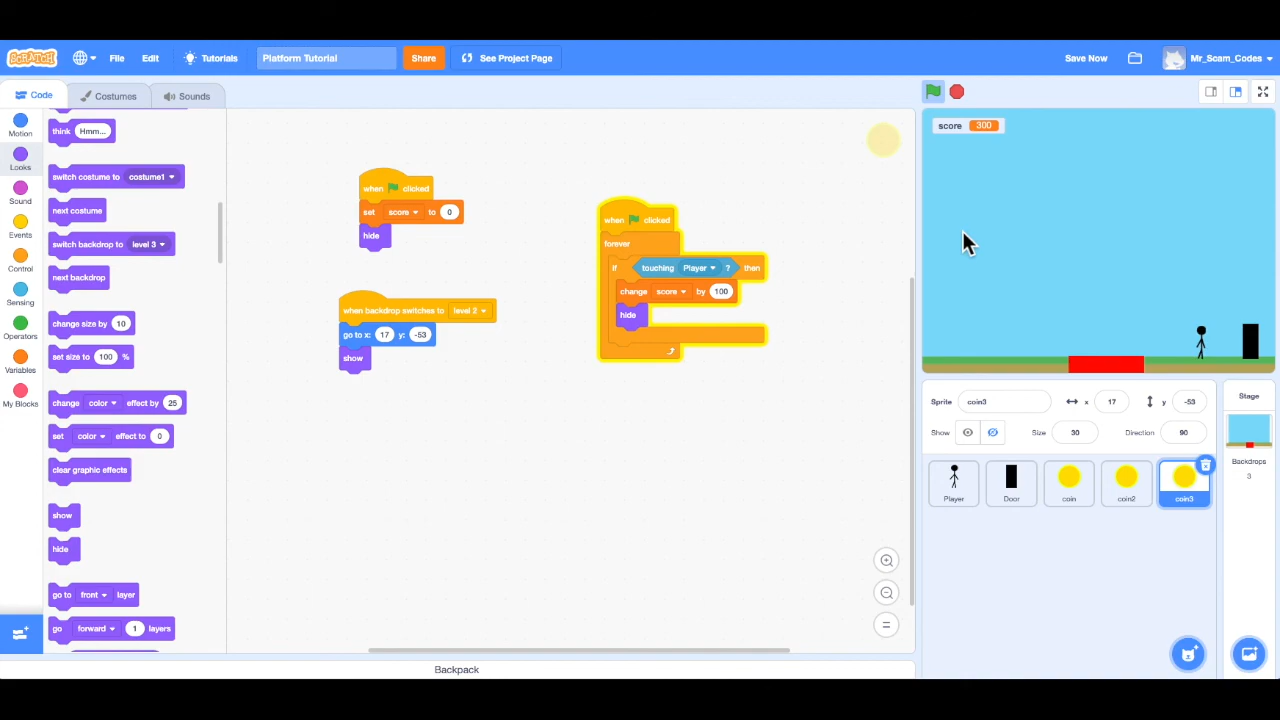 SCRATCH File Edit Tutorials Platform Tutorial Share See Project Page Save Now Mr_Scam_Codes
Code Costumes Sounds
Motion
Looks
Sound
Events
Control
Sensing
Operators
Variables
My Blocks
think Hmm...
switch costume to costume1
next costume
switch backdrop to level 3
next backdrop
change size by 10
set size to 100 %
change color effect by 25
set color effect to 0
clear graphic effects
show
hide
go to front layer
go forward 1 layers
when clicked
set score to 0
hide
when backdrop switches to level 2
go to x: 17 y: -53
show
when clicked
forever
if touching Player ? then
change score by 100
hide
score 300
Sprite coin3 x 17 y -53
Show Size 30 Direction 90
Player Door coin coin2 coin3
Stage
Backdrops
3
Backpack